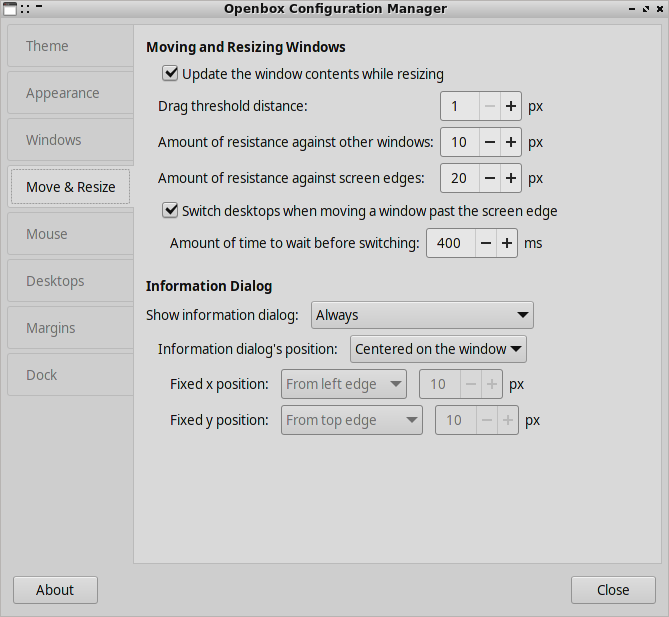 Openbox Configuration Manager
Theme
Appearance
Windows
Move & Resize
Mouse
Desktops
Margins
Dock
Moving and Resizing Windows
Update the window contents while resizing
Drag threshold distance: 1 px
Amount of resistance against other windows: 10 px
Amount of resistance against screen edges: 20 px
Switch desktops when moving a window past the screen edge
Amount of time to wait before switching: 400 ms
Information Dialog
Show information dialog: Always
Information dialog's position: Centered on the window
Fixed x position: From left edge 10 px
Fixed y position: From top edge 10 px
About
Close